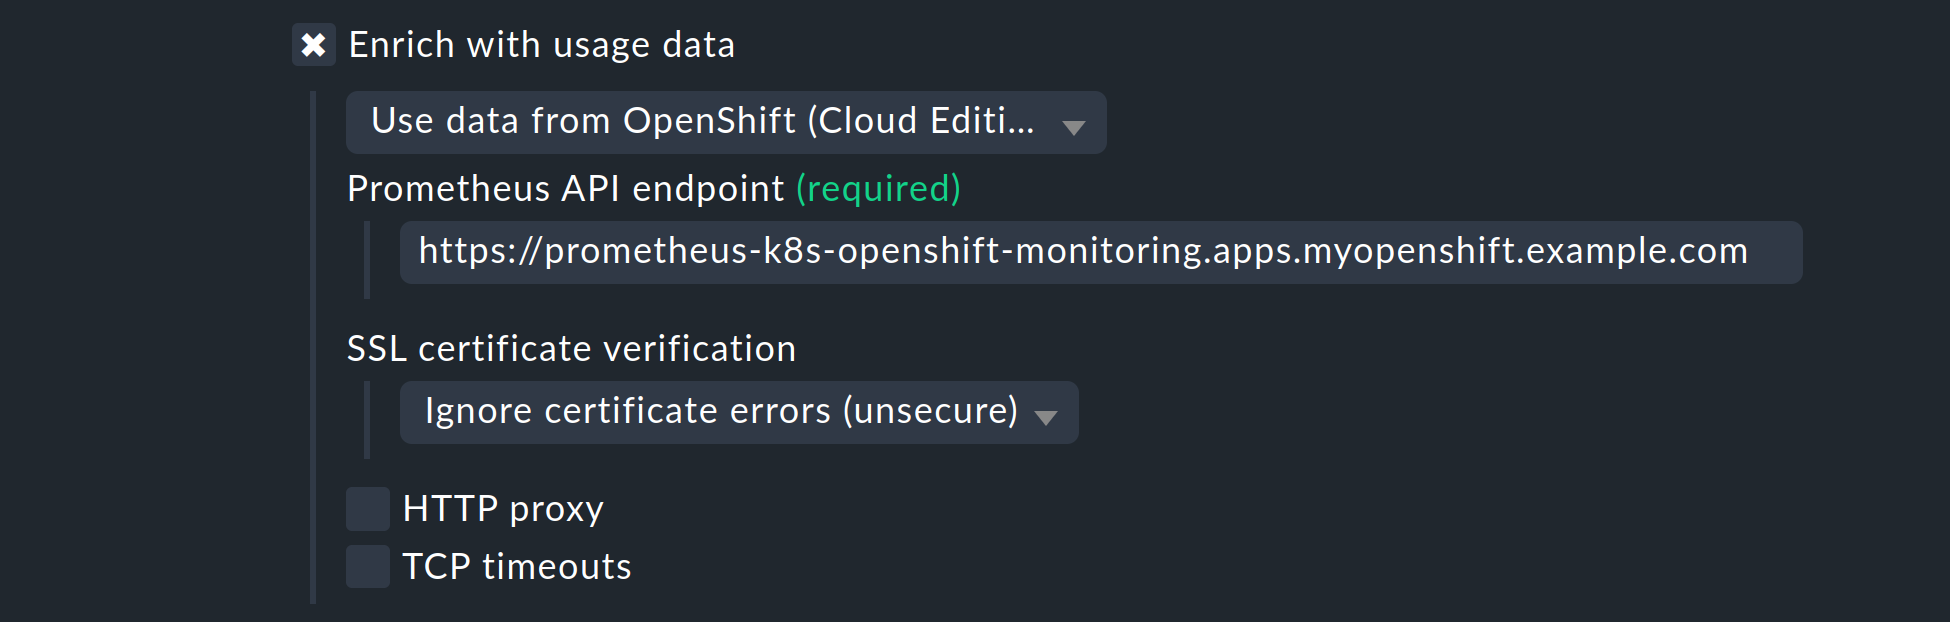 Enrich with usage data
Use data from OpenShift (Cloud Editi...
Prometheus API endpoint (required)
https://prometheus-k8s-openshift-monitoring.apps.myopenshift.example.com
SSL certificate verification
Ignore certificate errors (unsecure)
HTTP proxy
TCP timeouts